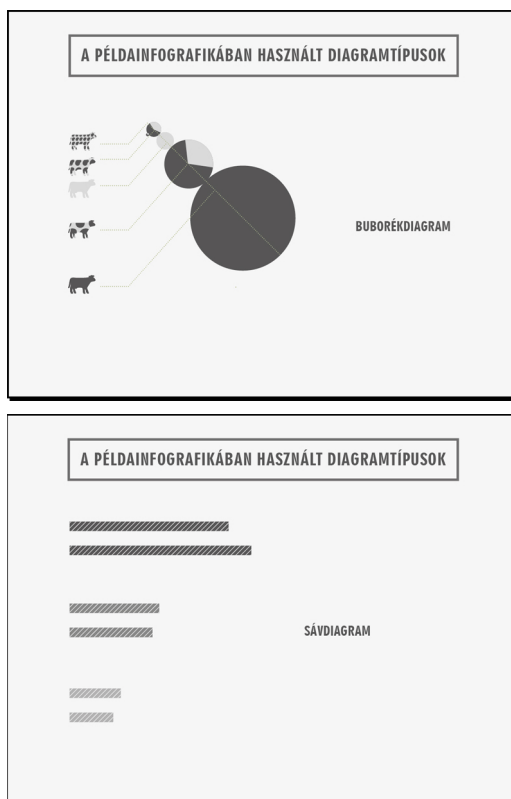 A PÉLDAINFOGRAFIKÁBAN HASZNÁLT DIAGRAMTÍPUSOK
BUBORÉKDIAGRAM
A PÉLDAINFOGRAFIKÁBAN HASZNÁLT DIAGRAMTÍPUSOK
SÁVDIAGRAM